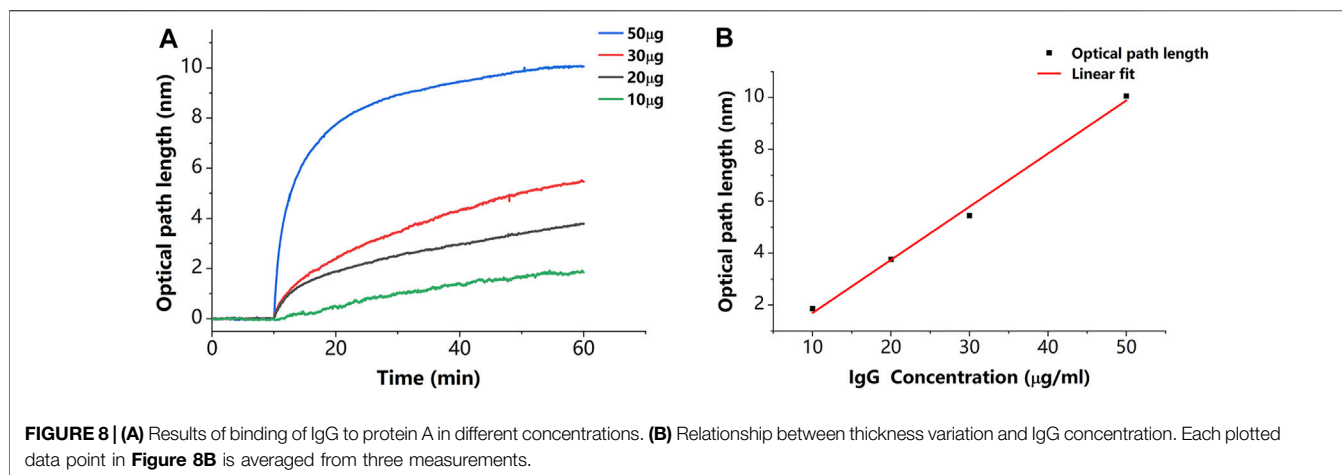 A
50μg
30μg
20μg
10μg
Optical path length (nm)
10
8
6
4
2
0
0
20
40
60
Time (min)
B
Optical path length
Linear fit
Optical path length (nm)
10
8
6
4
2
10
20
30
40
50
IgG Concentration (μg/ml)
FIGURE 8 | (A) Results of binding of IgG to protein A in different concentrations. (B) Relationship between thickness variation and IgG concentration. Each plotted
data point in Figure 8B is averaged from three measurements.